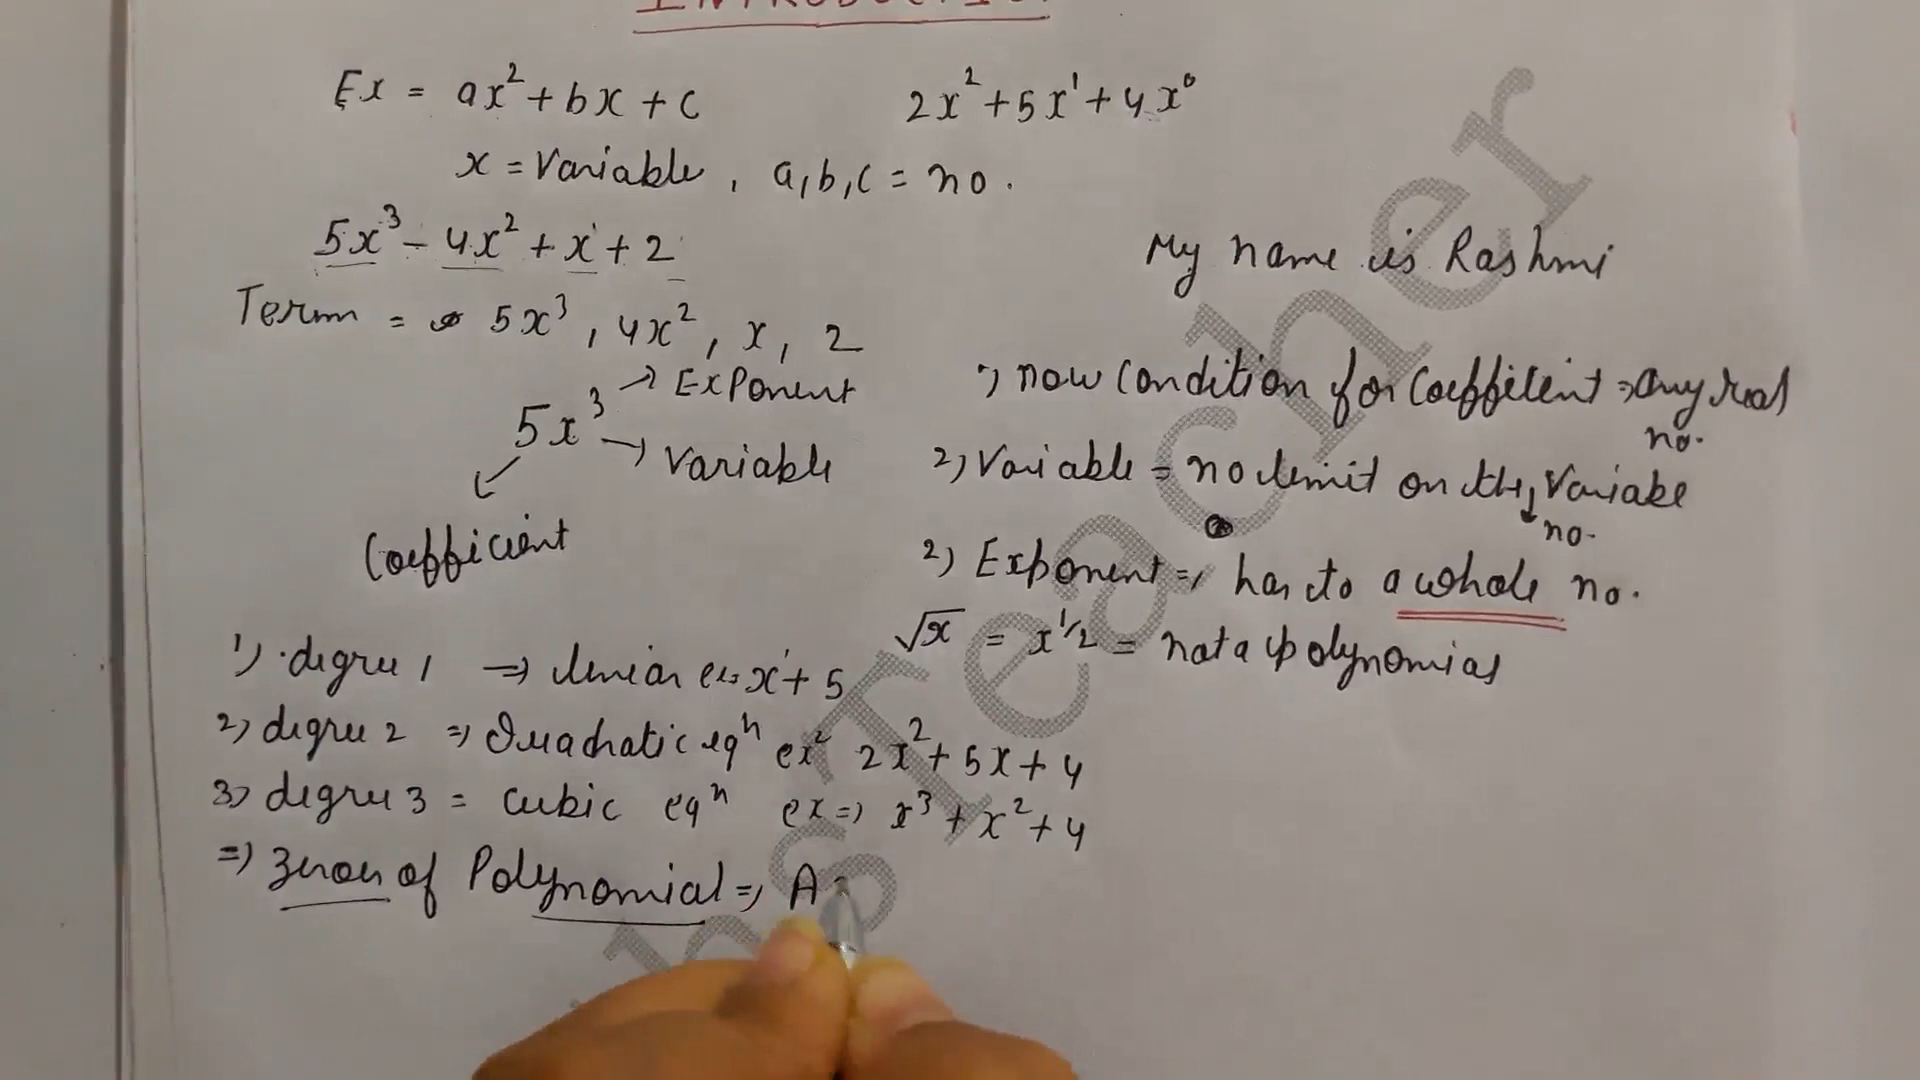 INTRODUCTIO
Ex = ax² + bx + c
2x² + 5x¹ + 4x⁰
x = Variable , a, b, c = no.
5x³ - 4x² + x¹ + 2
My name is Rashmi
Term = 5x³ , 4x² , x , 2
→ Exponent
5x³
→ Variable
Coefficient
1) now condition for Coefficient ⇒ any real
no.
2) Variable = no limit on the Variable
no.
2) Exponent ⇒ has to a whole no.
√x = x^1/2 = not a polynomial
1) degree 1 ⇒ linear ex x¹ + 5
2) degree 2 ⇒ Quadratic eqⁿ ex² 2x² + 5x + 4
3) degree 3 = cubic eqⁿ ex ⇒ x³ + x² + 4
⇒ zeroes of Polynomial ⇒ A
's Teacher